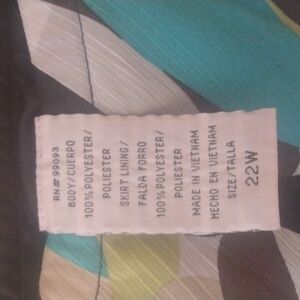 RN# 99093
BODY/CUERPO
100% POLYESTER/
POLIESTER
SKIRT LINING/
FALDA FORRO
100% POLYESTER/
POLIESTER
MADE IN VIETNAM
HECHO EN VIETNAM
SIZE/TALLA
22W